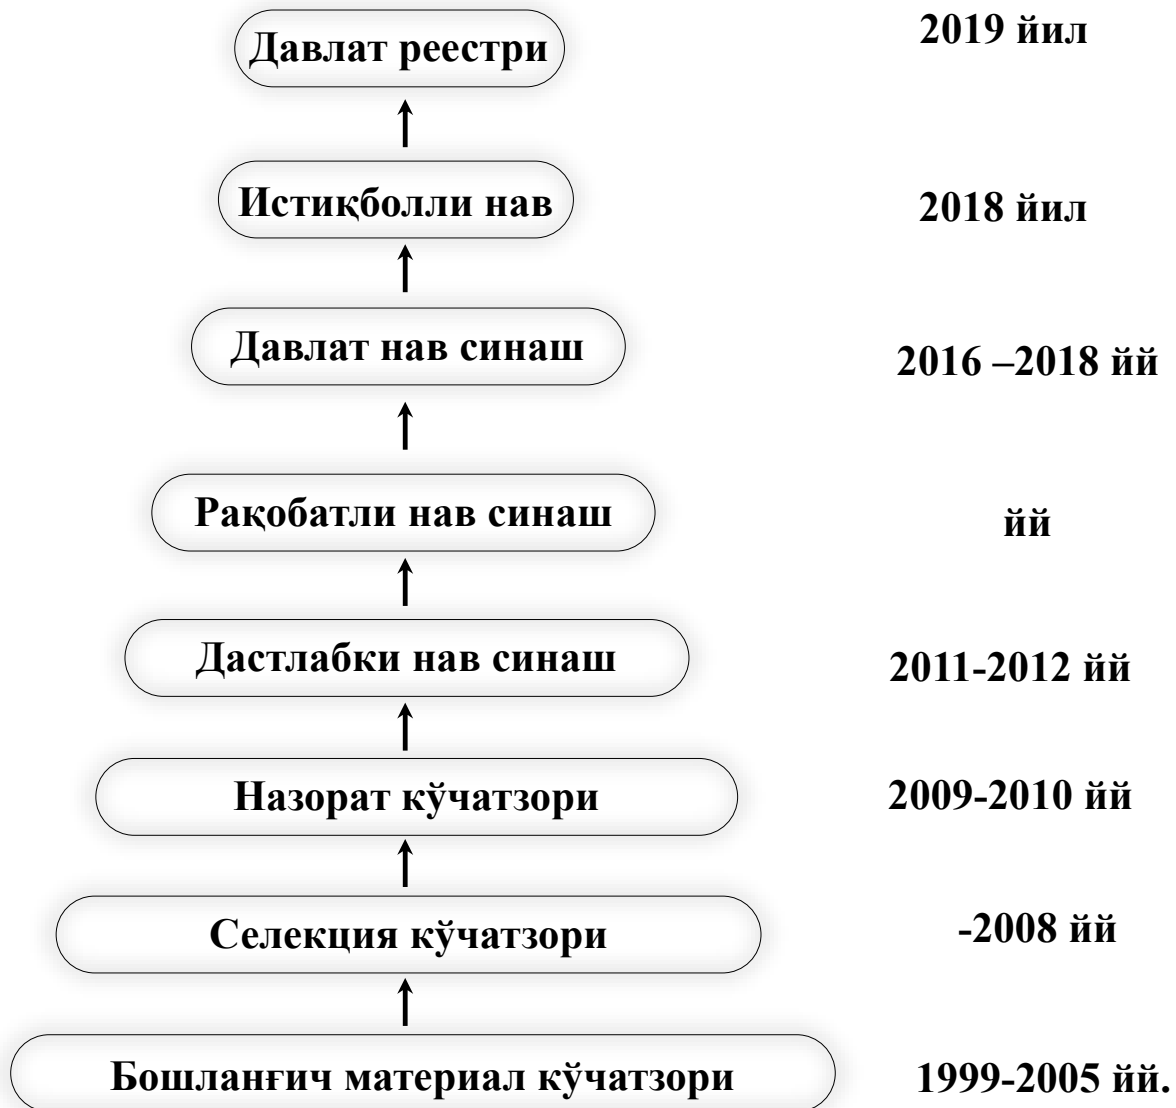 Давлат реестри
2019 йил
Истиқболли нав
2018 йил
Давлат нав синаш
2016 –2018 йй
Рақобатли нав синаш
йй
Дастлабки нав синаш
2011-2012 йй
Назорат кўчатзори
2009-2010 йй
Селекция кўчатзори
-2008 йй
Бошланғич материал кўчатзори
1999-2005 йй.